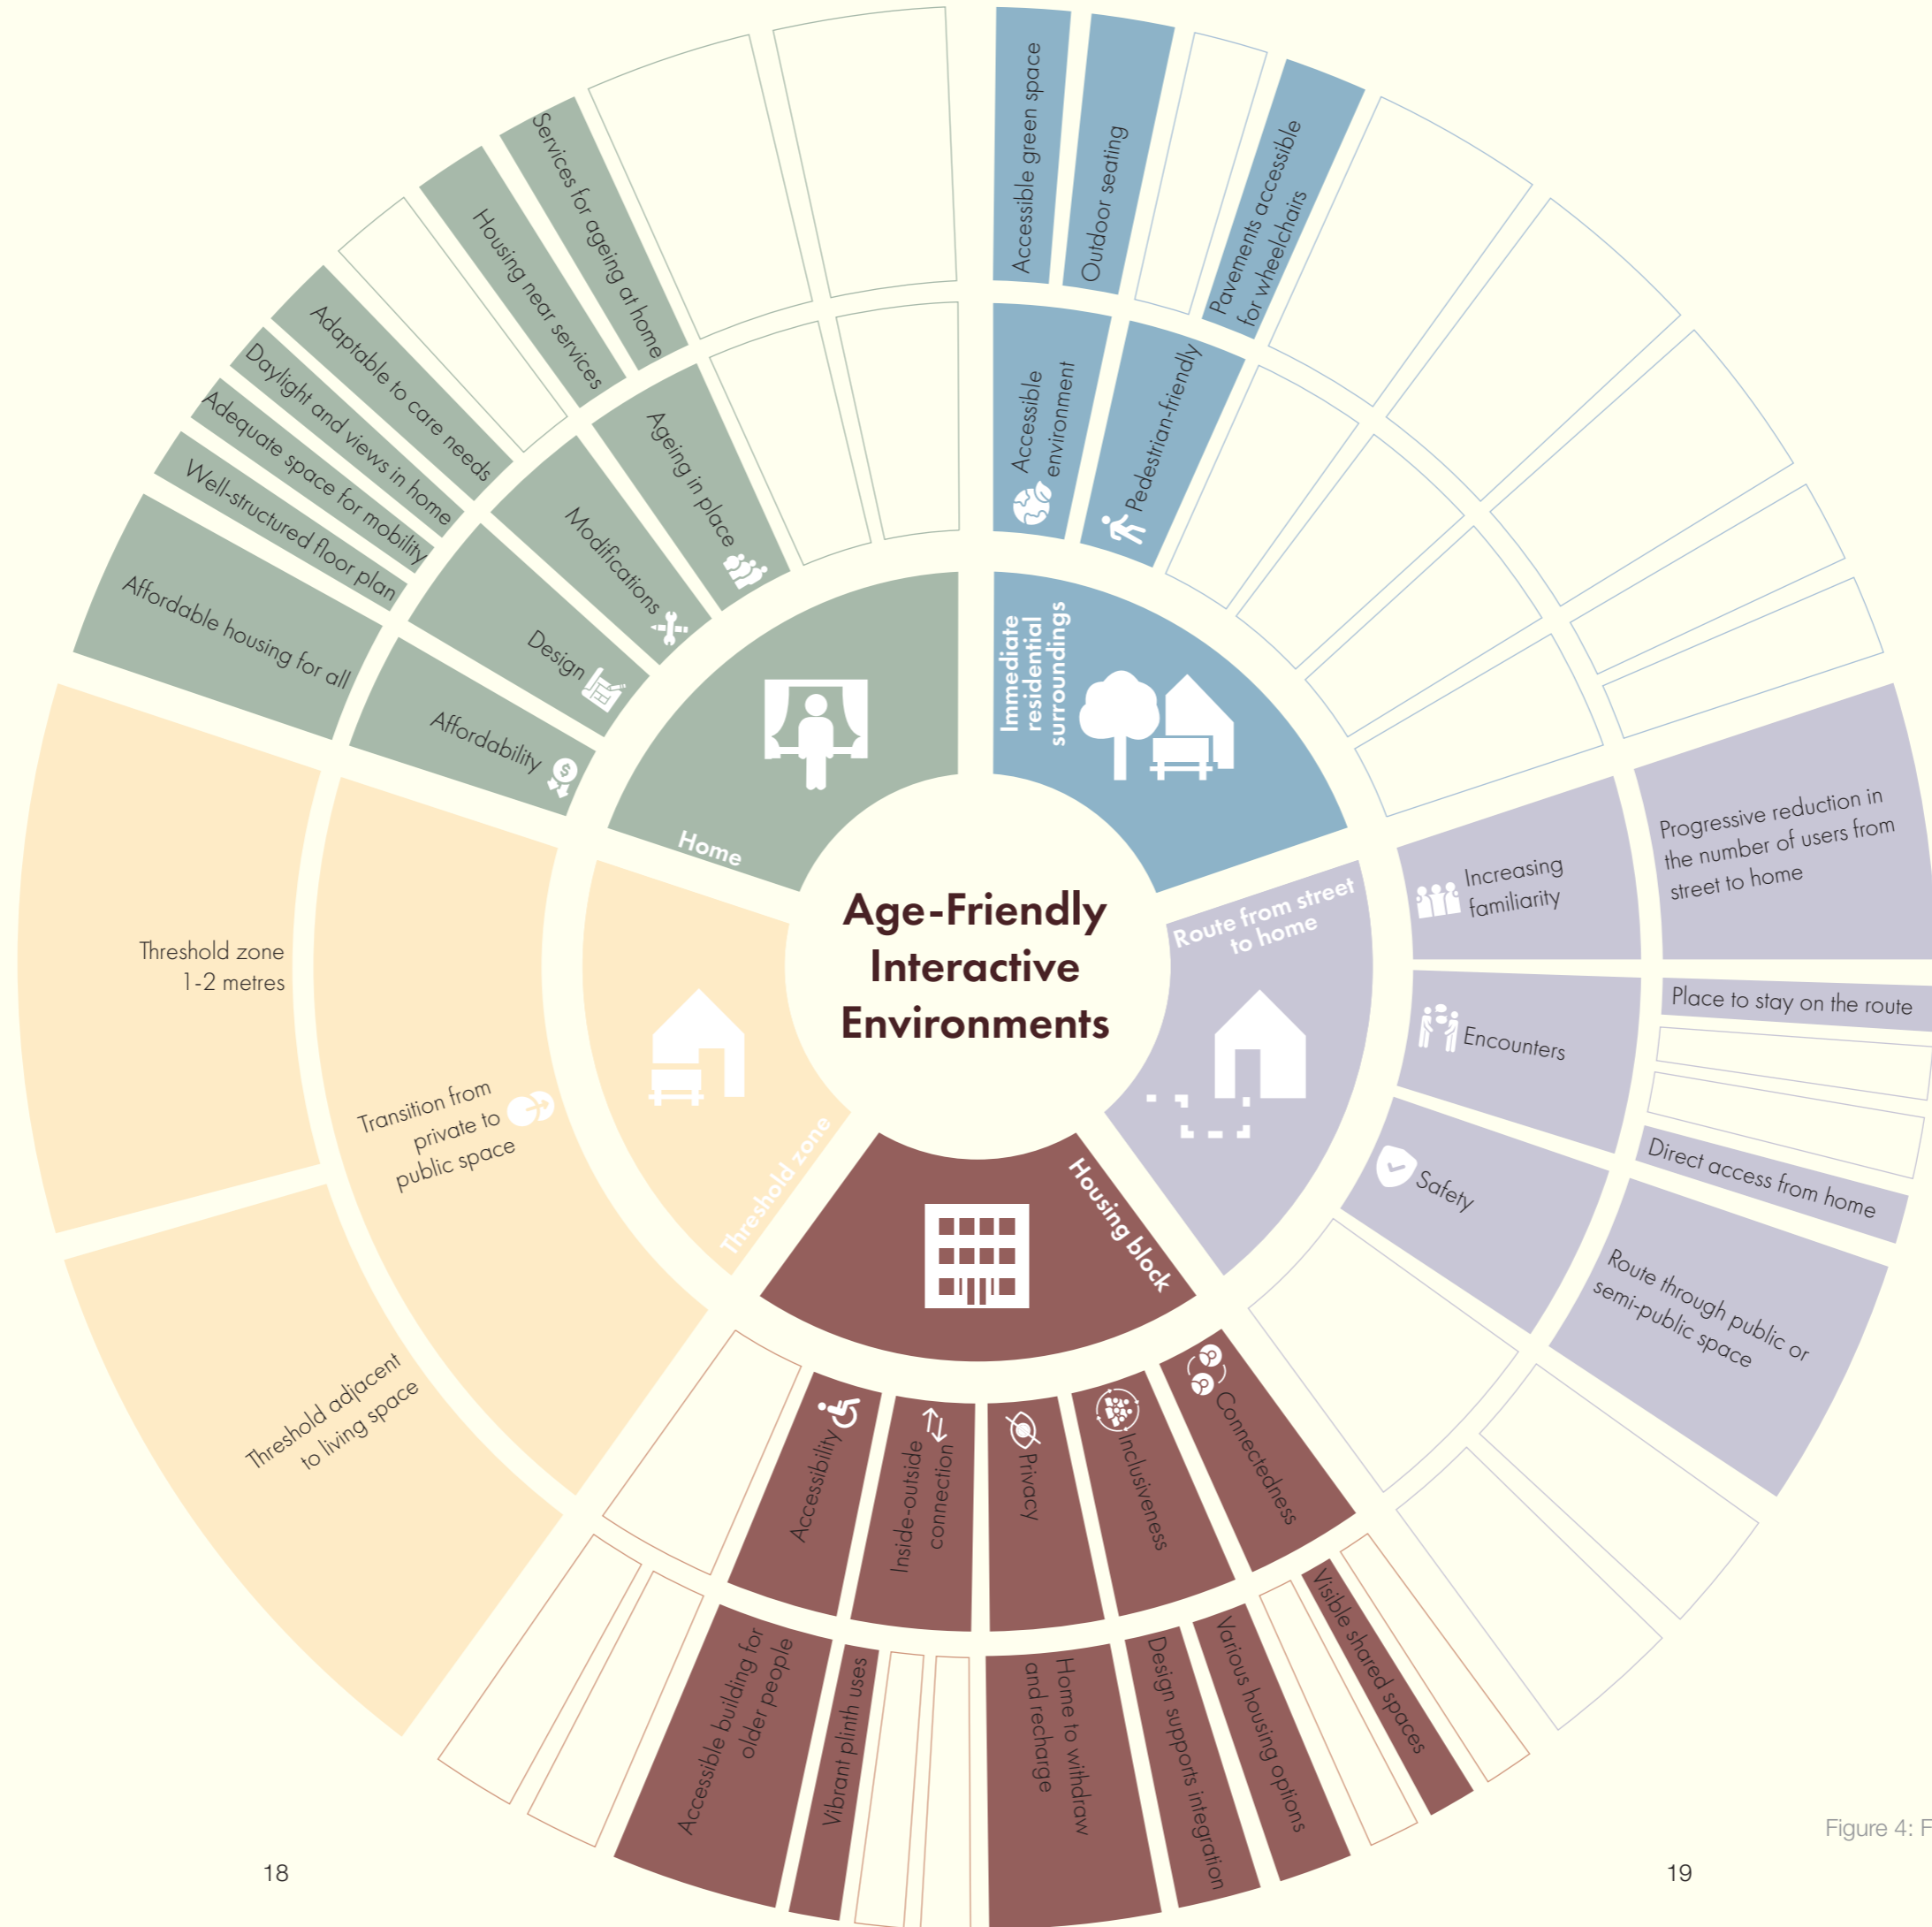 Age-Friendly
Interactive
Environments
Immediate
residential
surroundings
Accessible
environment
Pedestrian-friendly
Accessible green space
Outdoor seating
Pavements accessible
for wheelchairs
Route from street
to home
Increasing
familiarity
Encounters
Safety
Progressive reduction in
the number of users from
street to home
Place to stay on the route
Direct access from home
Route through public or
semi-public space
Housing block
Connectedness
Inclusiveness
Privacy
Inside-outside
connection
Accessibility
Visible shared spaces
Various housing options
Design supports integration
Home to withdraw
and recharge
Vibrant plinth uses
Accessible building for
older people
Threshold zone
Transition from
private to
public space
Threshold adjacent
to living space
Threshold zone
1-2 metres
Home
Affordability
Design
Modifications
Ageing in place
Affordable housing for all
Well-structured floor plan
Adequate space for mobility
Daylight and views in home
Adaptable to care needs
Housing near services
Services for ageing at home
$
Figure 4: F
18
19